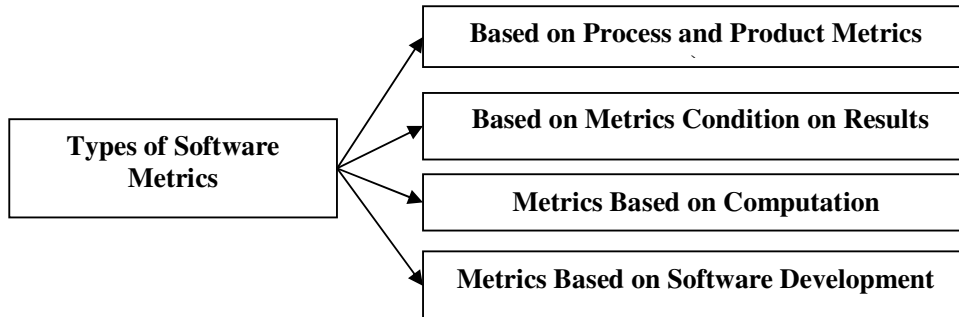 Based on Process and Product Metrics
Based on Metrics Condition on Results
Types of Software
Metrics
Metrics Based on Computation
Metrics Based on Software Development